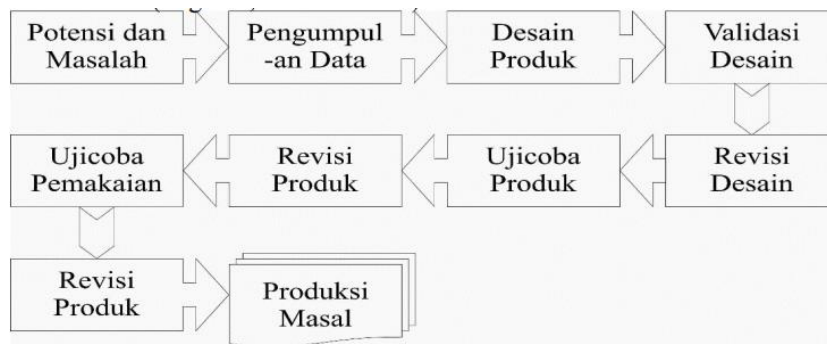 Potensi dan
Masalah
Pengumpul
-an Data
Desain
Produk
Validasi
Desain
Ujicoba
Pemakaian
Revisi
Produk
Ujicoba
Produk
Revisi
Desain
Revisi
Produk
Produksi
Masal